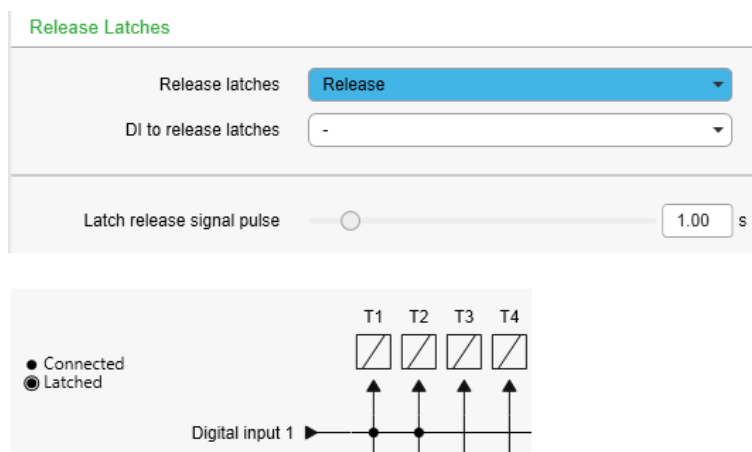 Release Latches
Release latches Release
DI to release latches -
Latch release signal pulse 1.00 s
T1 T2 T3 T4
Connected
Latched
Digital input 1